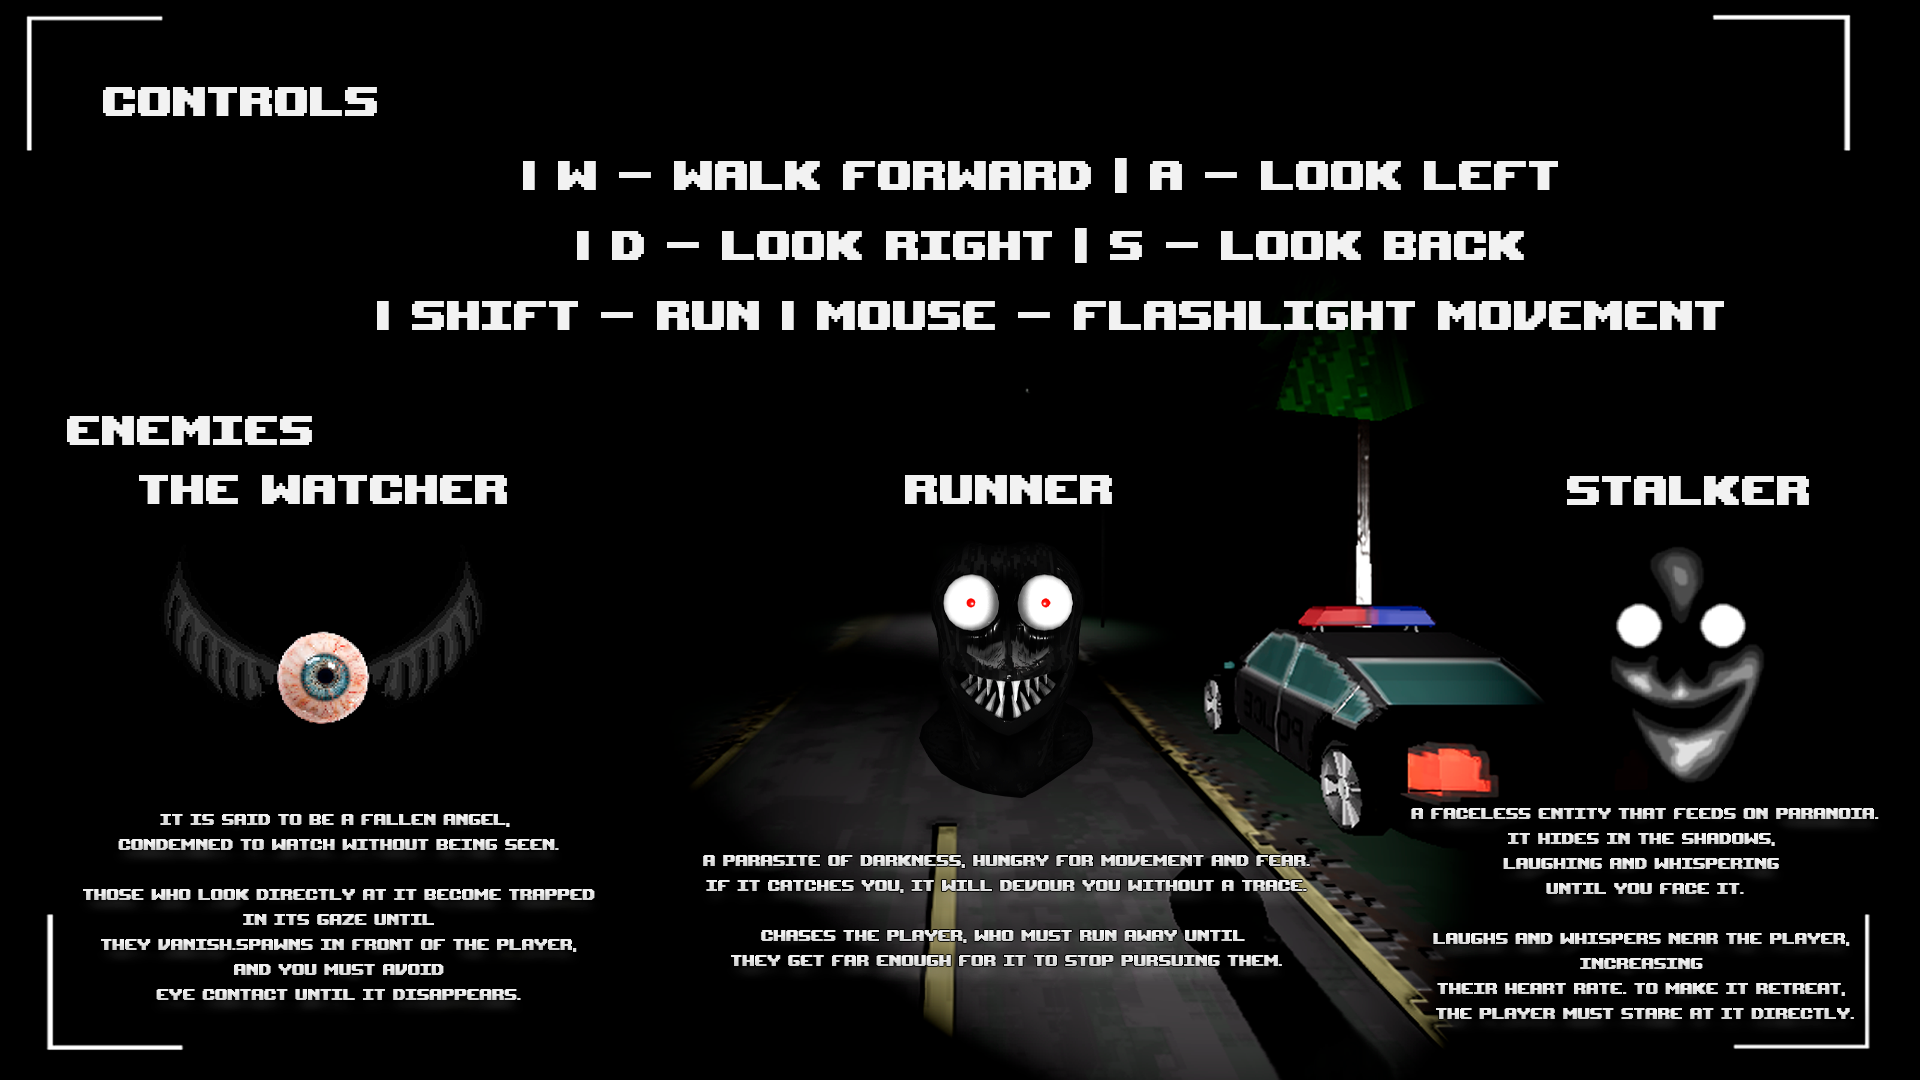 CONTROLS
| W - WALK FORWARD | A - LOOK LEFT
| D - LOOK RIGHT | S - LOOK BACK
| SHIFT - RUN | MOUSE - FLASHLIGHT MOVEMENT
ENEMIES
THE WATCHER
IT IS SAID TO BE A FALLEN ANGEL,
CONDEMNED TO WATCH WITHOUT BEING SEEN.
THOSE WHO LOOK DIRECTLY AT IT BECOME TRAPPED
IN ITS GAZE UNTIL
THEY VANISH.SPAWNS IN FRONT OF THE PLAYER,
AND YOU MUST AVOID
EYE CONTACT UNTIL IT DISAPPEARS.
RUNNER
A PARASITE OF DARKNESS, HUNGRY FOR MOVEMENT AND FEAR.
IF IT CATCHES YOU, IT WILL DEVOUR YOU WITHOUT A TRACE.
CHASES THE PLAYER, WHO MUST RUN AWAY UNTIL
THEY GET FAR ENOUGH FOR IT TO STOP PURSUING THEM.
STALKER
A FACELESS ENTITY THAT FEEDS ON PARANOIA.
IT HIDES IN THE SHADOWS,
LAUGHING AND WHISPERING
UNTIL YOU FACE IT.
LAUGHS AND WHISPERS NEAR THE PLAYER,
INCREASING
THEIR HEART RATE. TO MAKE IT RETREAT,
THE PLAYER MUST STARE AT IT DIRECTLY.
POLICE